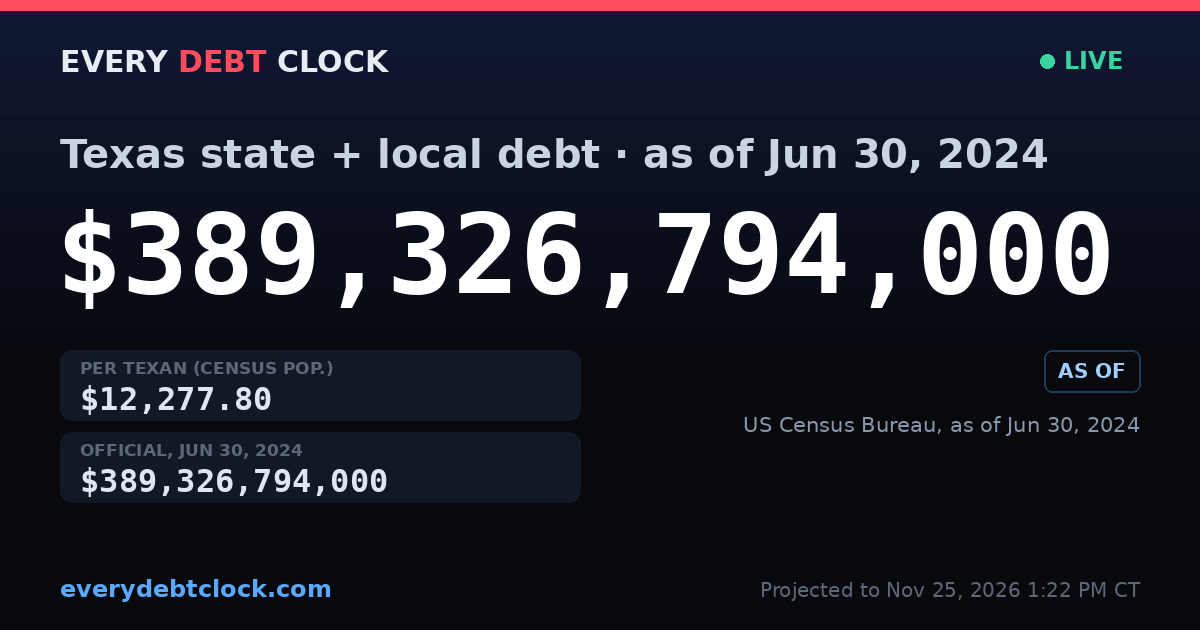 EVERY DEBT CLOCK
LIVE
Texas state + local debt · as of Jun 30, 2024
$389,326,794,000
PER TEXAN (CENSUS POP.)
$12,277.80
OFFICIAL, JUN 30, 2024
$389,326,794,000
AS OF
US Census Bureau, as of Jun 30, 2024
everydebtclock.com
Projected to Nov 25, 2026 1:22 PM CT